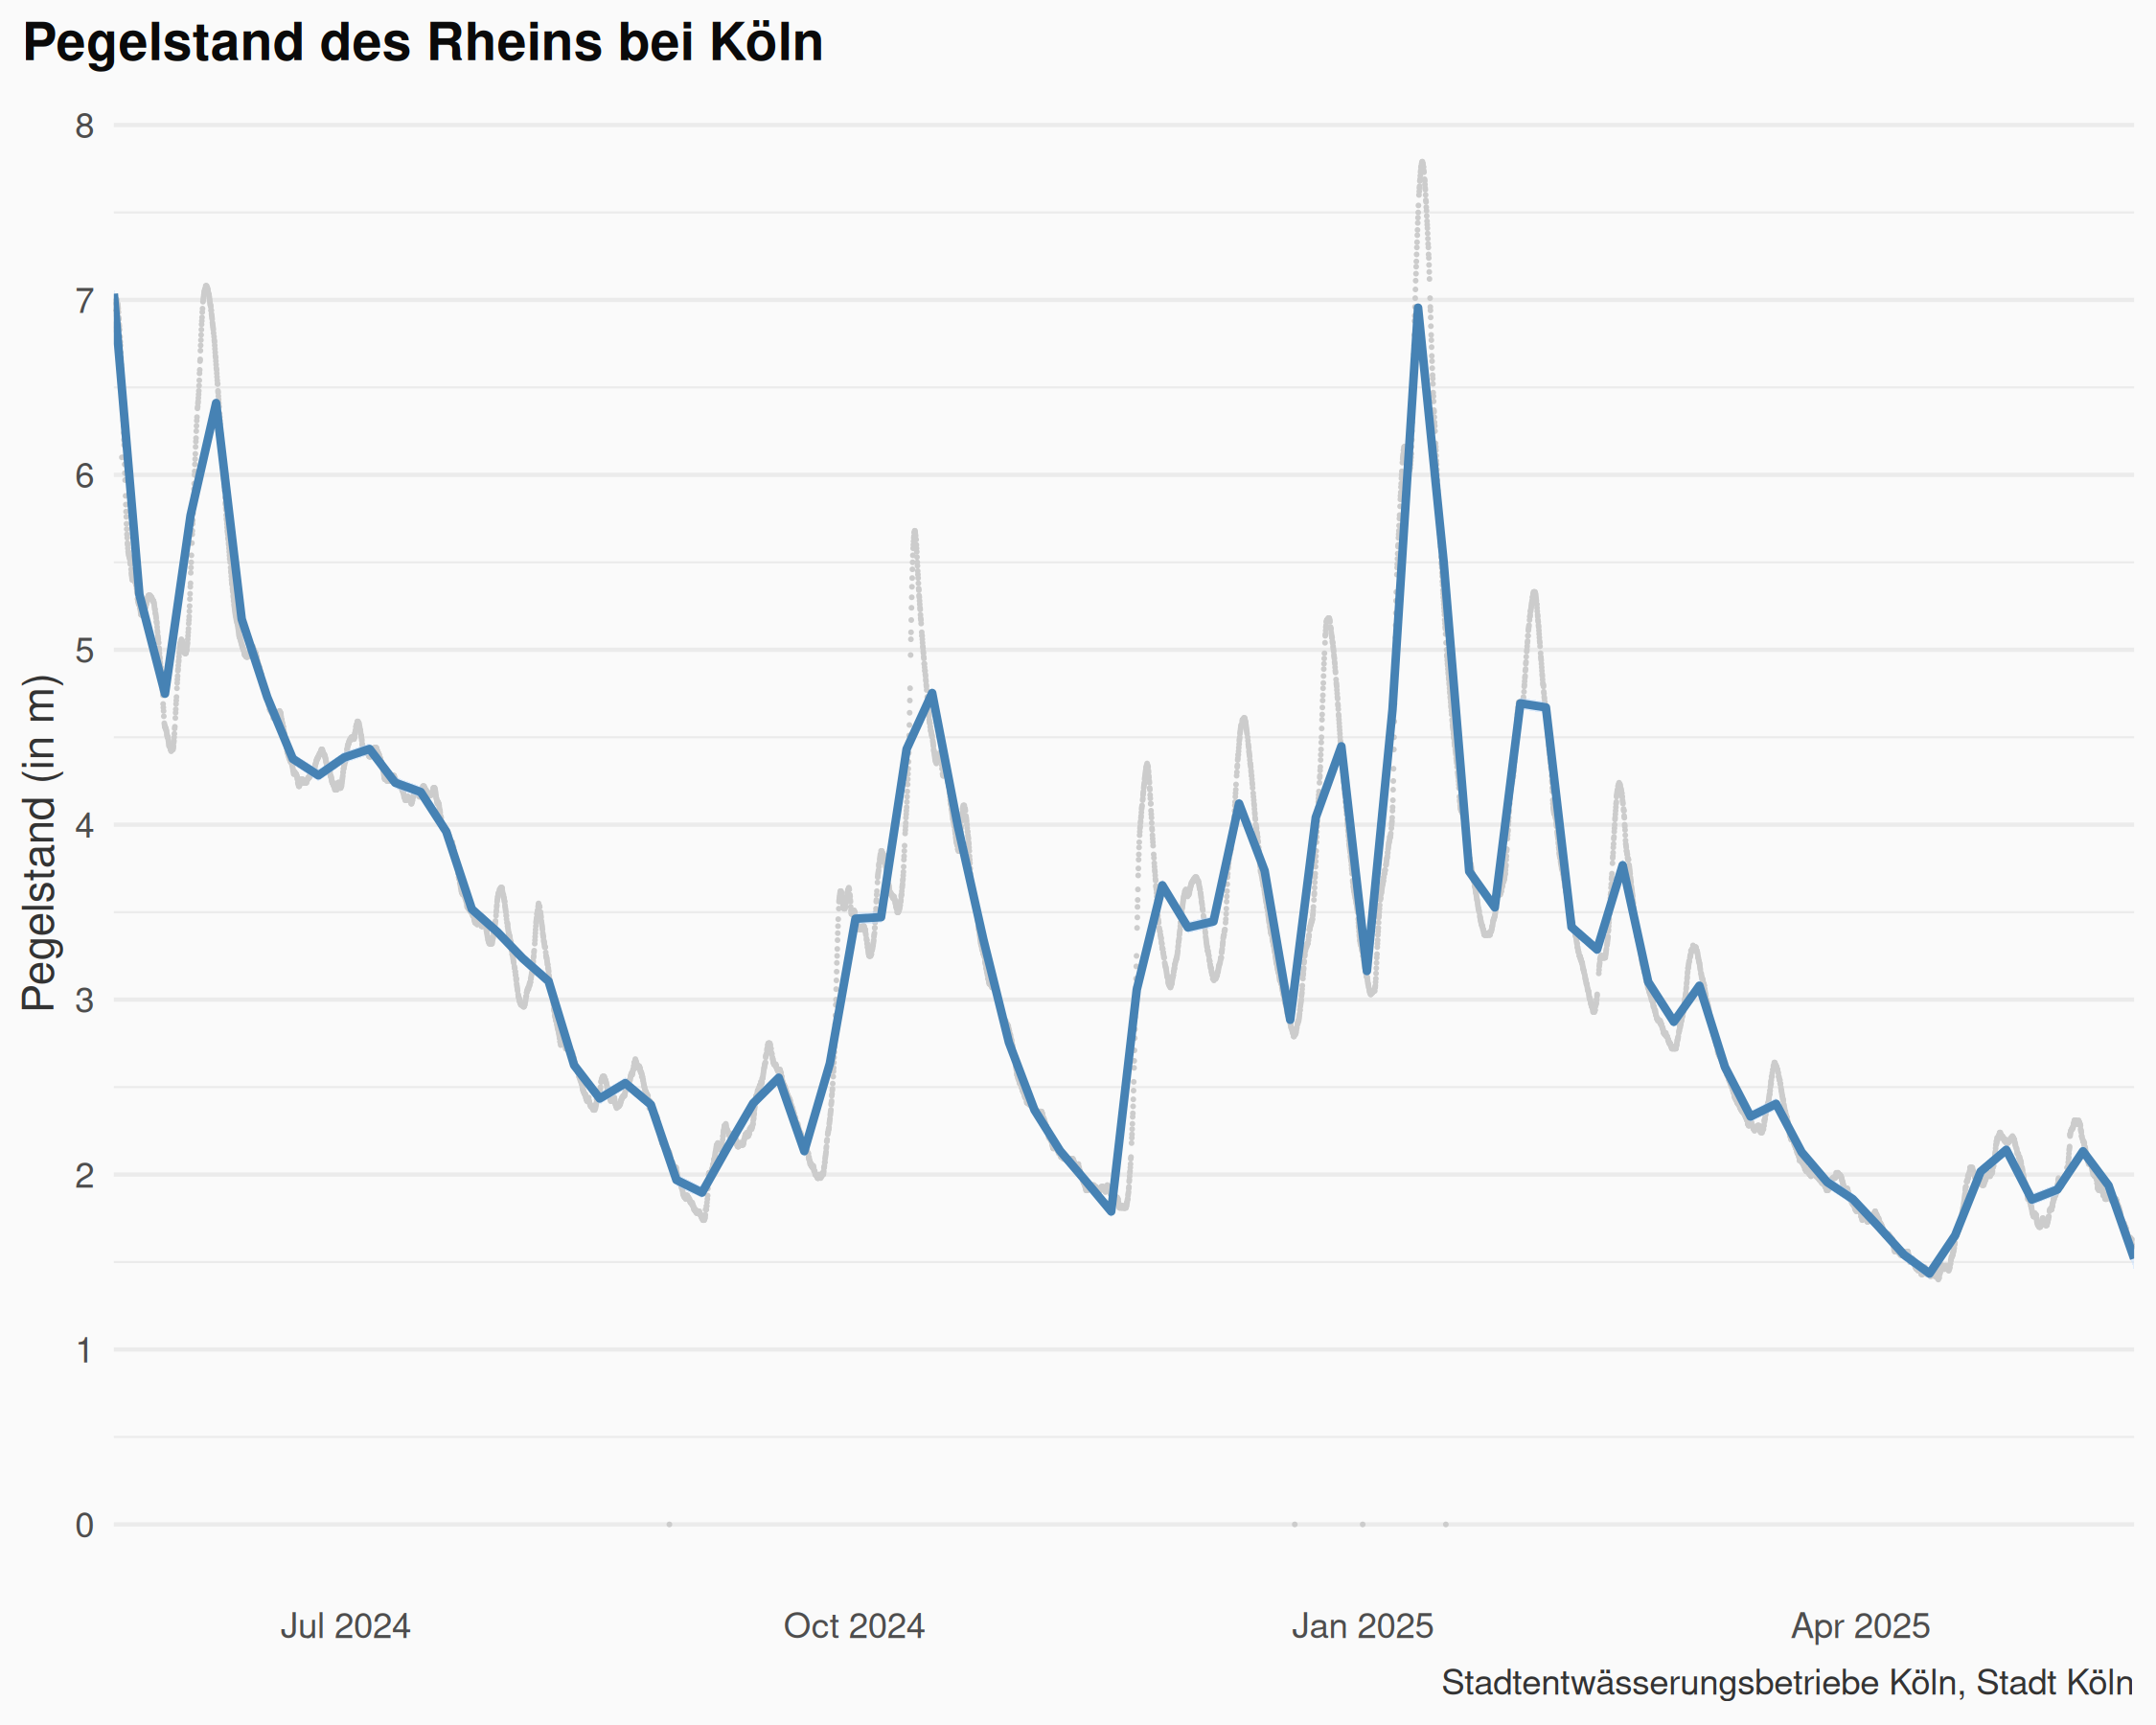 Pegelstand des Rheins bei Köln
8
7
6
5
4
3
2
1
0
Pegelstand (in m)
Jul 2024 Oct 2024 Jan 2025 Apr 2025
Stadtentwässerungsbetriebe Köln, Stadt Köln